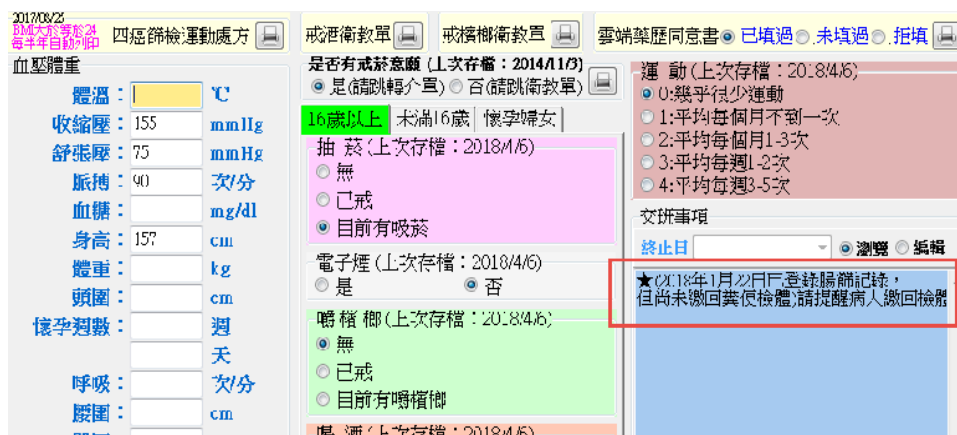 2017/08/25
BMI大於等於24
每半年自動列印
四癌篩檢運動處方
戒酒衛教單
戒檳榔衛教單
雲端藥歷同意書 已填過 未填過 拒填
血壓體重
體溫： ℃
收縮壓：155 mmHg
舒張壓：75 mmHg
脈搏：90 次/分
血糖： mg/dl
身高：157 cm
體重： kg
頭圍： cm
懷孕週數： 週
天
呼吸： 次/分
腰圍： cm
是否有戒菸意願 (上次存檔：2014/11/3)
是(請跳轉介單) 否(請跳衛教單)
16歲以上 未滿16歲 懷孕婦女
抽 菸(上次存檔：2018/4/6)
無
已戒
目前有吸菸
電子煙(上次存檔：2018/4/6)
是 否
嚼 檳 榔(上次存檔：2018/4/6)
無
已戒
目前有嚼檳榔
喝 酒(上次存檔：2018/4/6)
運 動(上次存檔：2018/4/6)
0:幾乎很少運動
1:平均每個月不到一次
2:平均每個月1-3次
3:平均每週1-2次
4:平均每週3-5次
交班事項
終止日 瀏覽 編輯
★(2018年1月22日已登錄腸篩記錄，
但尚未繳回糞便檢體)請提醒病人繳回檢體